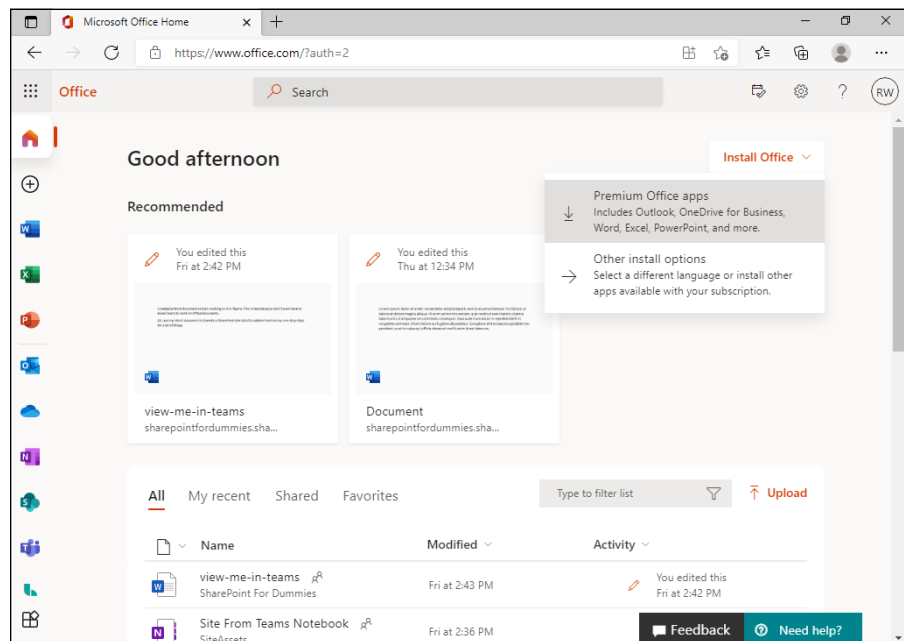 Microsoft Office Home
https://www.office.com/?auth=2
Office
Search
RW
Good afternoon
Install Office
Premium Office apps
Includes Outlook, OneDrive for Business,
Word, Excel, PowerPoint, and more.
Other install options
Select a different language or install other
apps available with your subscription.
Recommended
You edited this
Fri at 2:42 PM
You edited this
Thu at 12:34 PM
view-me-in-teams
sharepointfordummies.sha...
Document
sharepointfordummies.sha...
All My recent Shared Favorites
Type to filter list
Upload
Name Modified Activity
view-me-in-teams
SharePoint For Dummies
Fri at 2:43 PM
You edited this
Fri at 2:42 PM
Site From Teams Notebook
SiteAssets
Fri at 2:36 PM
Feedback
Need help?